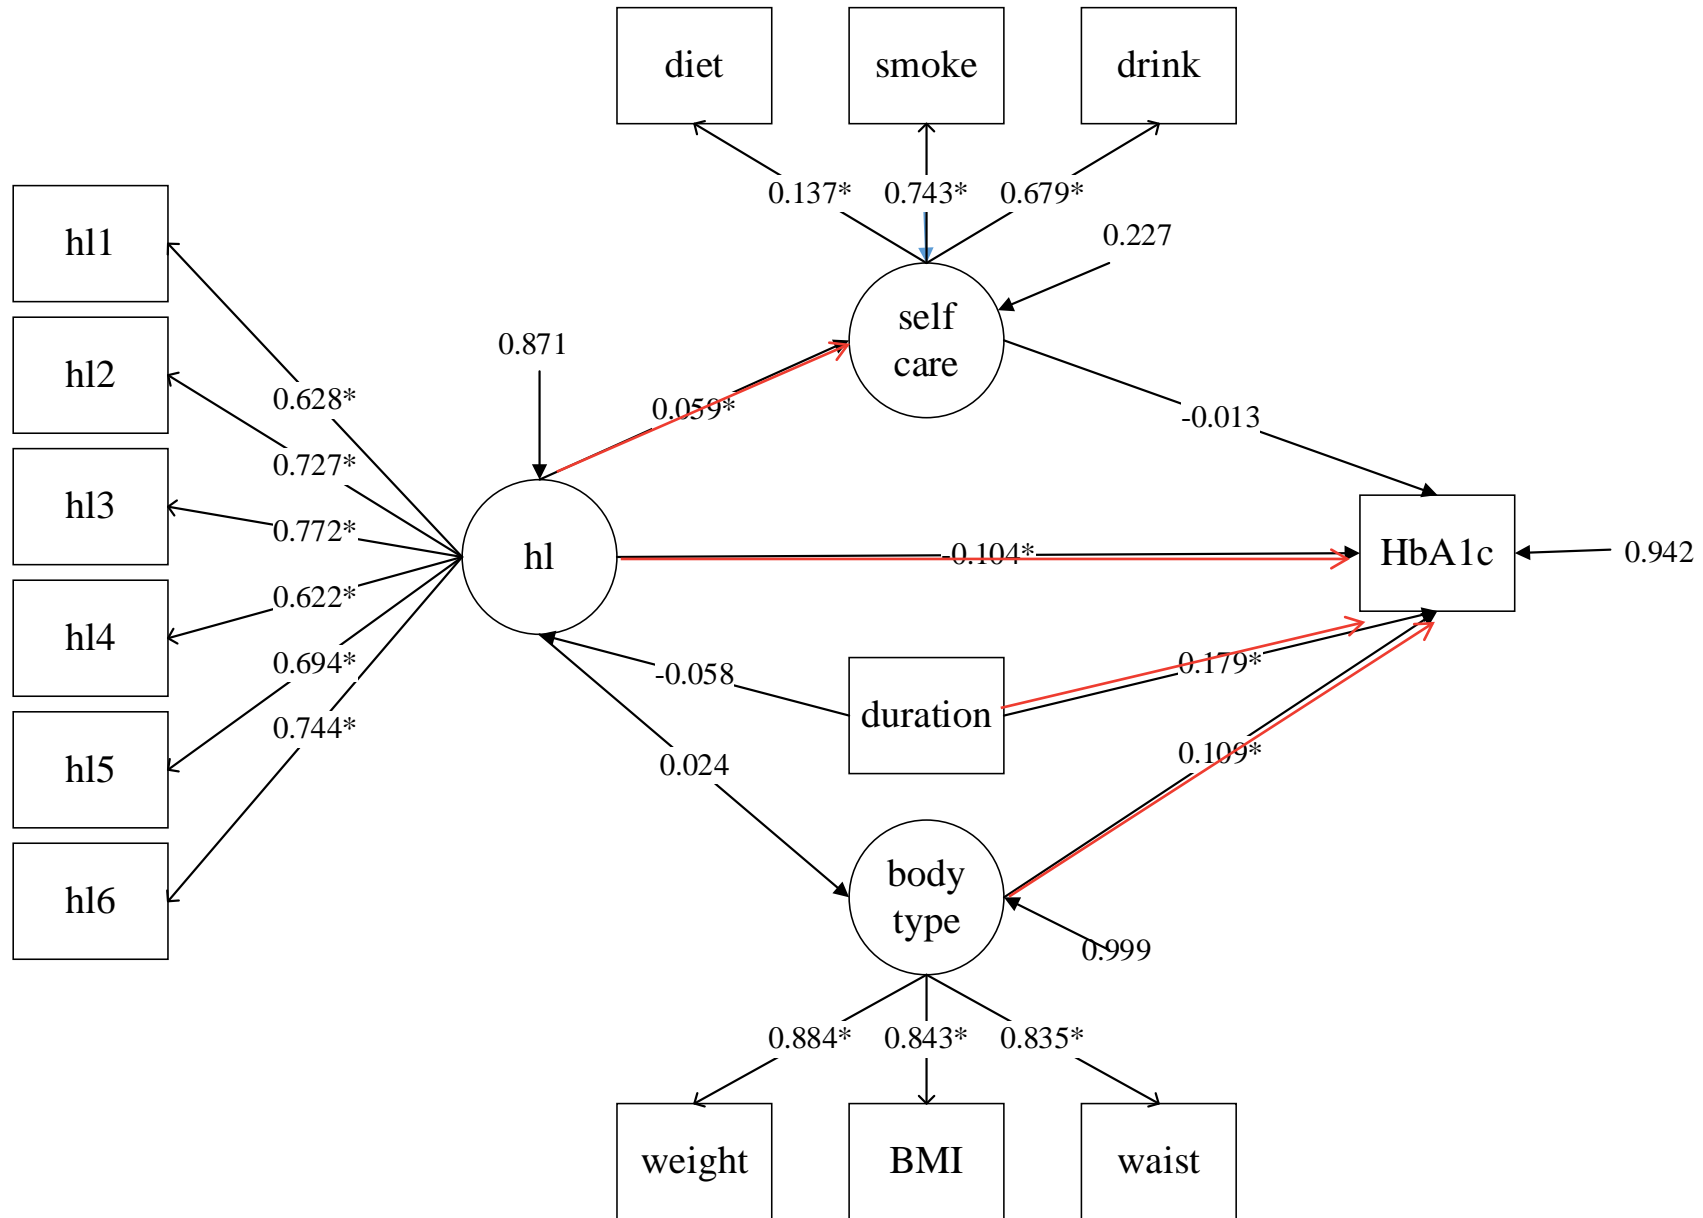 diet
smoke
drink
0.137*
0.743*
0.679*
0.227
hl1
hl2
hl3
hl4
hl5
hl6
0.628*
0.727*
0.772*
0.622*
0.694*
0.744*
0.871
self
care
0.059*
-0.013
hl
-0.104*
HbA1c
0.942
-0.058
duration
0.179*
0.024
0.109*
body
type
0.999
0.884*
0.843*
0.835*
weight
BMI
waist